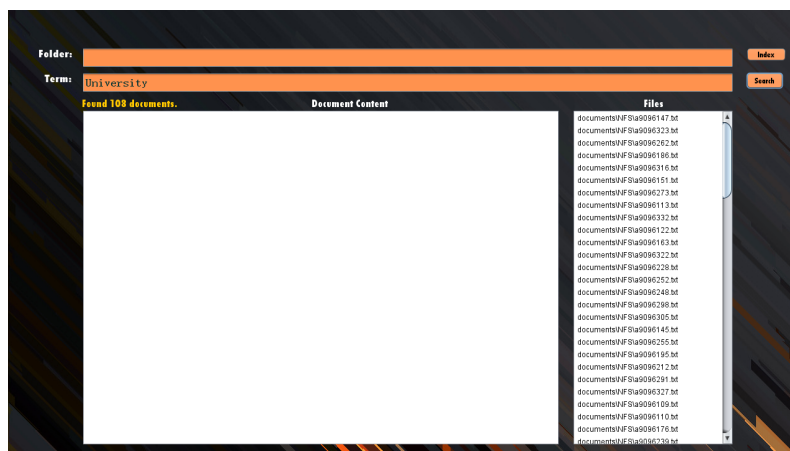 Folder:
Index
Term:
University
Search
Found 108 documents.
Document Content
Files
documents\NFS\a9096147.txt
documents\NFS\a9096323.txt
documents\NFS\a9096262.txt
documents\NFS\a9096186.txt
documents\NFS\a9096316.txt
documents\NFS\a9096151.txt
documents\NFS\a9096273.txt
documents\NFS\a9096113.txt
documents\NFS\a9096332.txt
documents\NFS\a9096122.txt
documents\NFS\a9096163.txt
documents\NFS\a9096322.txt
documents\NFS\a9096228.txt
documents\NFS\a9096252.txt
documents\NFS\a9096248.txt
documents\NFS\a9096298.txt
documents\NFS\a9096305.txt
documents\NFS\a9096145.txt
documents\NFS\a9096255.txt
documents\NFS\a9096195.txt
documents\NFS\a9096212.txt
documents\NFS\a9096291.txt
documents\NFS\a9096327.txt
documents\NFS\a9096109.txt
documents\NFS\a9096110.txt
documents\NFS\a9096176.txt
documents\NFS\a9096239.txt